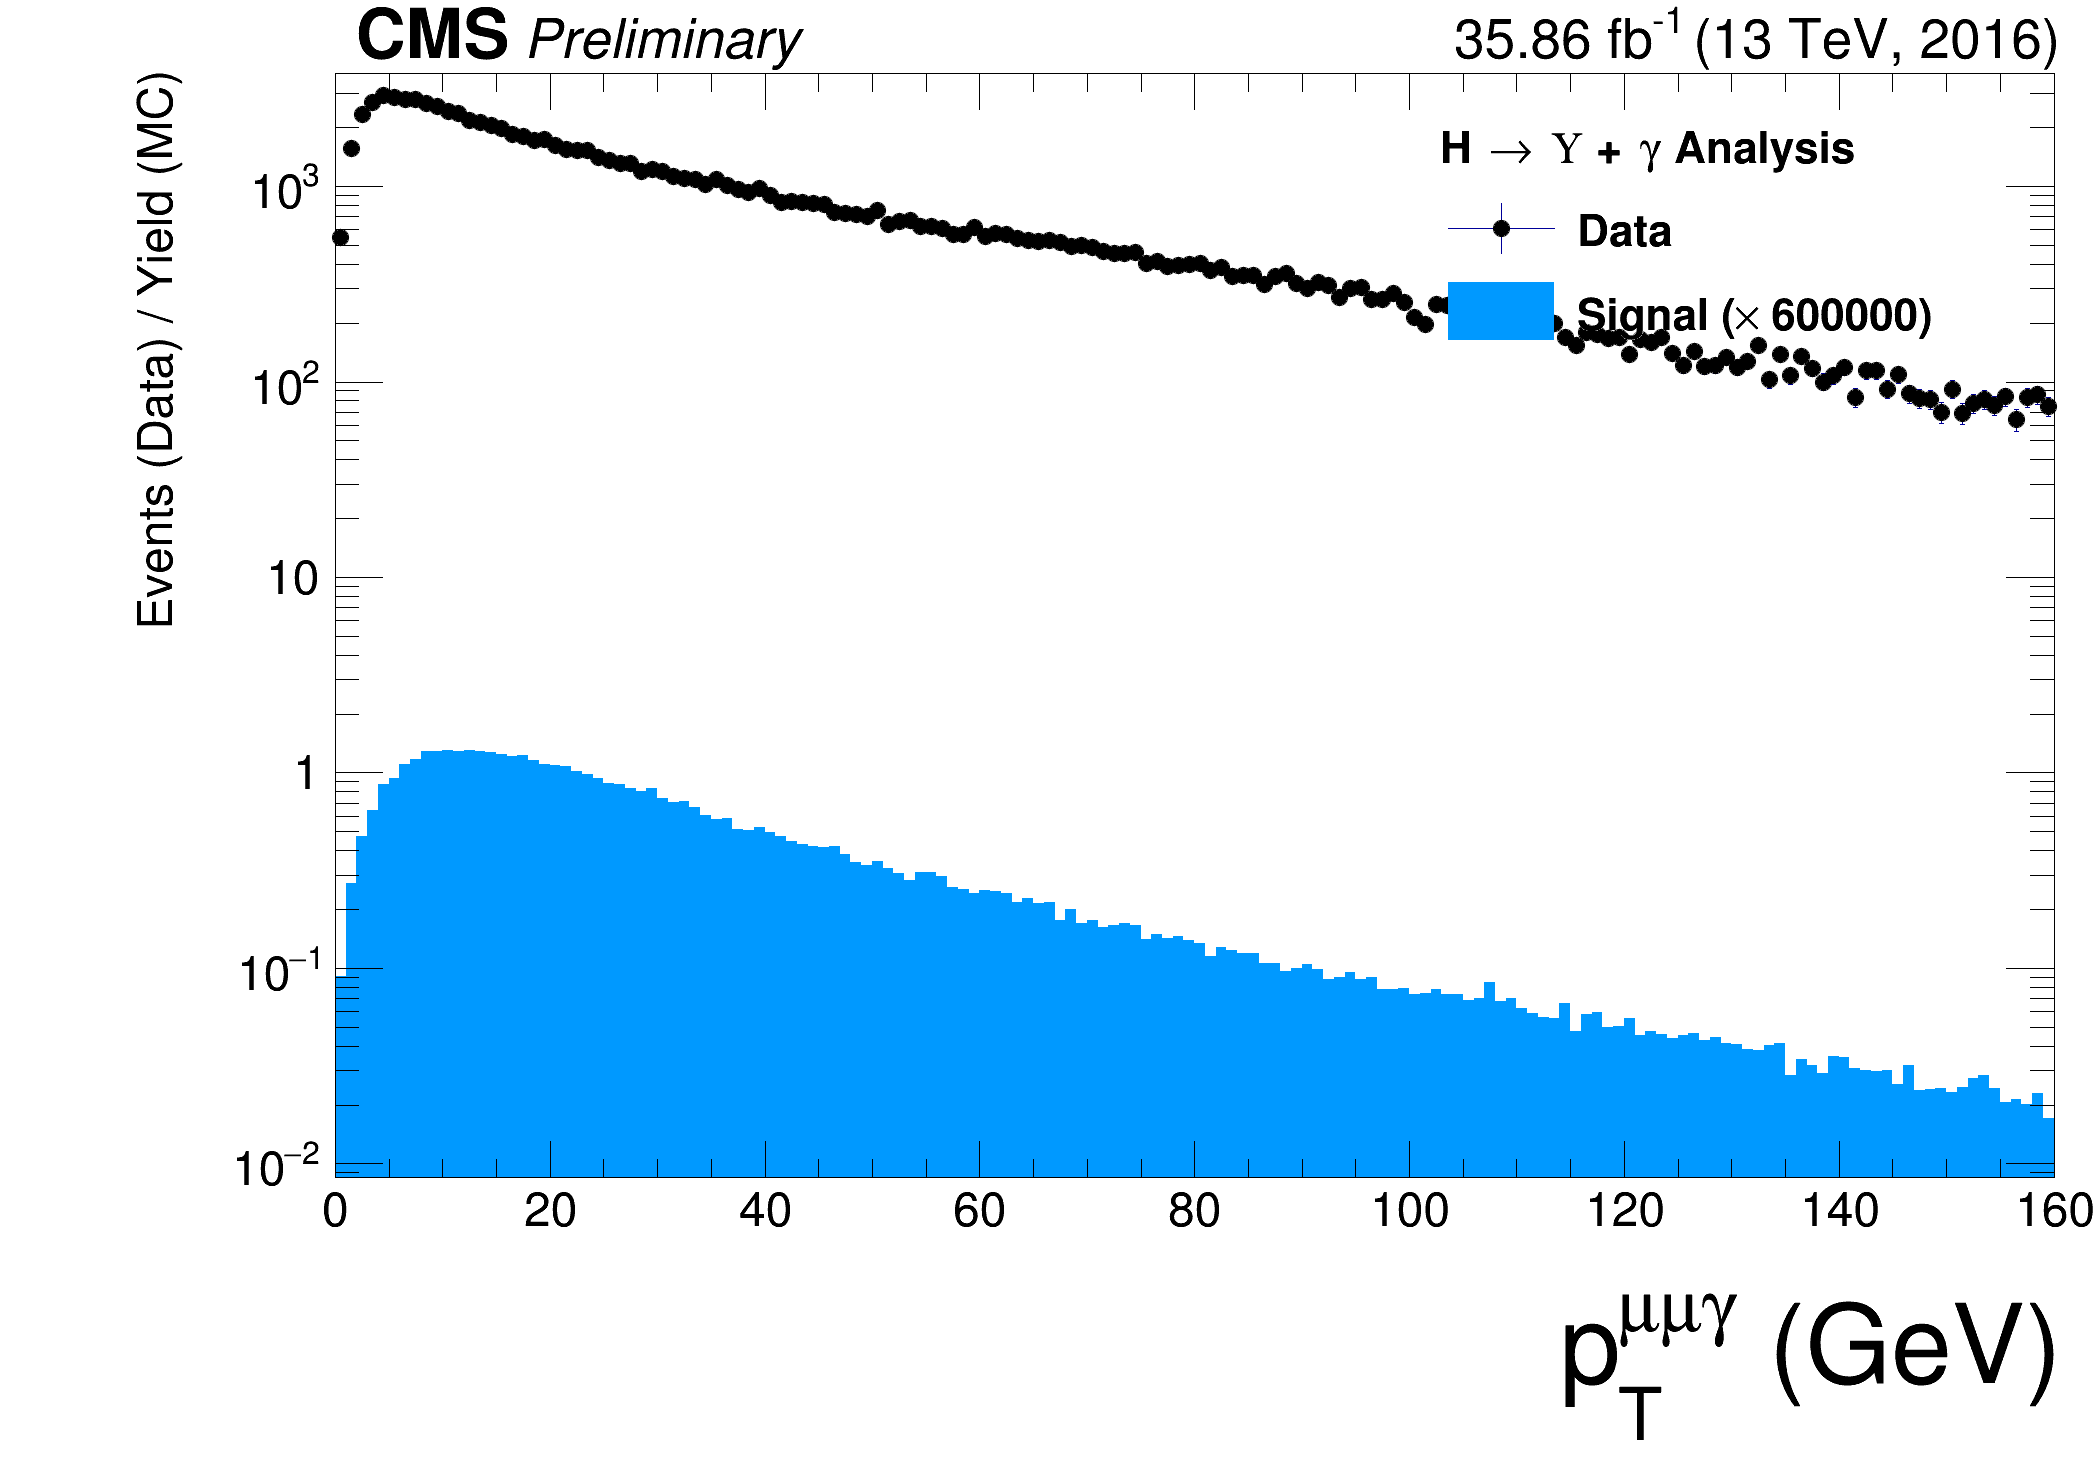 CMS Preliminary
35.86 fb⁻¹ (13 TeV, 2016)
Events (Data) / Yield (MC)
H → Υ + γ Analysis
Data
Signal (× 600000)
10³
10²
10
1
10⁻¹
10⁻²
0 20 40 60 80 100 120 140 160
p_T^μμγ (GeV)